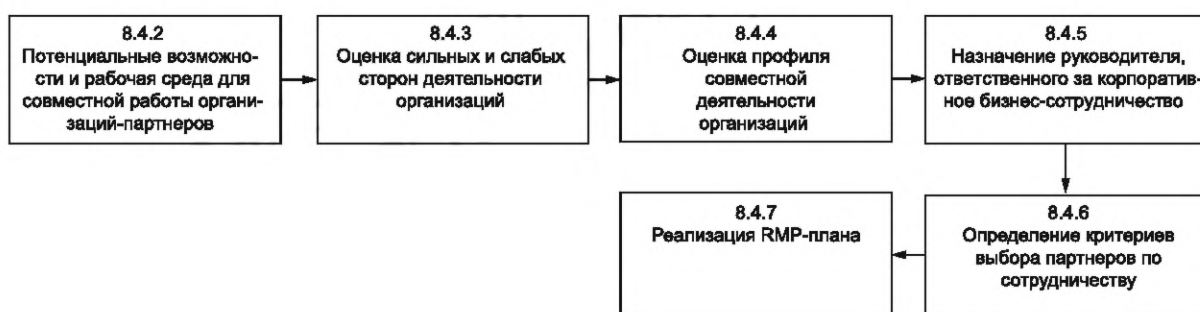 8.4.2
Потенциальные возможно-
сти и рабочая среда для
совместной работы органи-
заций-партнеров
8.4.3
Оценка сильных и слабых
сторон деятельности
организаций
8.4.4
Оценка профиля
совместной
деятельности
организаций
8.4.5
Назначение руководителя,
ответственного за корпоратив-
ное бизнес-сотрудничество
8.4.6
Определение критериев
выбора партнеров по
сотрудничеству
8.4.7
Реализация RMP-плана